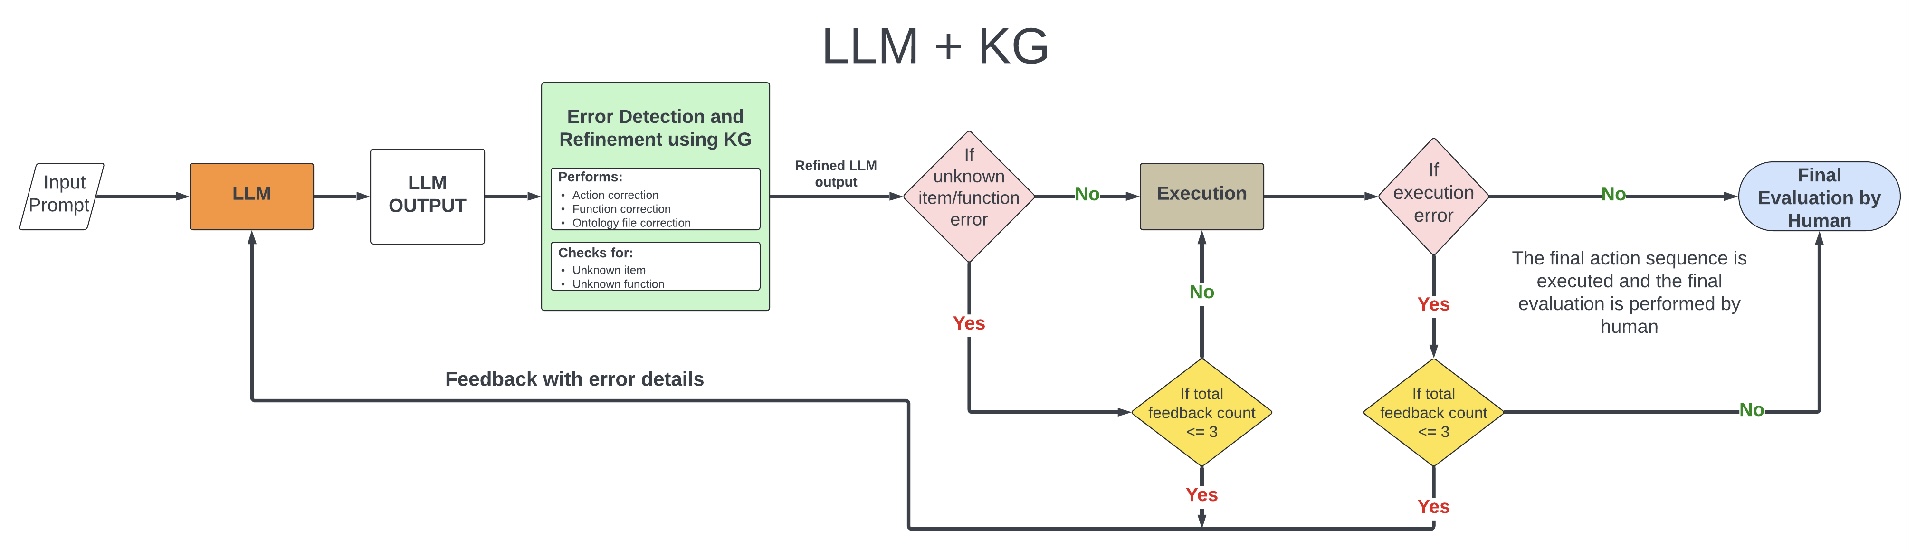 LLM + KG
Input
Prompt
LLM
LLM
OUTPUT
Error Detection and
Refinement using KG
Performs:
• Action correction
• Function correction
• Ontology file correction
Checks for:
• Unknown item
• Unknown function
Refined LLM
output
If
unknown
item/function
error
No
Yes
Execution
No
If total
feedback count
<= 3
Yes
If
execution
error
No
Yes
If total
feedback count
<= 3
No
Yes
Final
Evaluation by
Human
The final action sequence is
executed and the final
evaluation is performed by
human
Feedback with error details